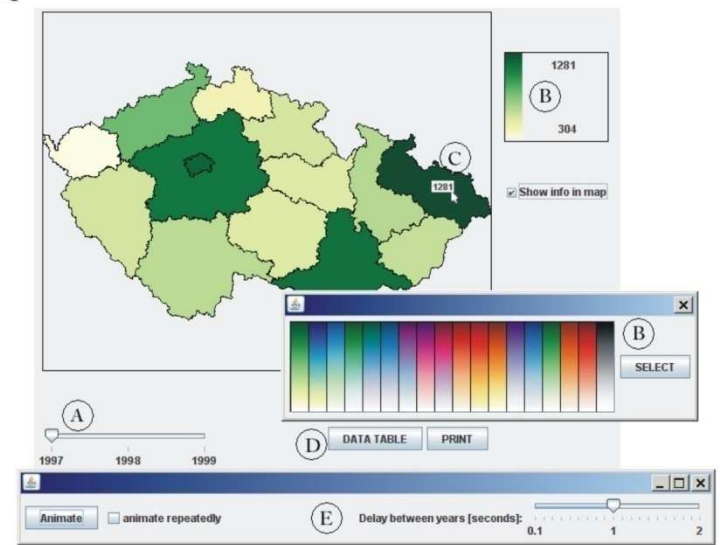 1281
B
304
C
1281
Show info in map
B
SELECT
A
1997 1998 1999
D DATA TABLE PRINT
Animate animate repeatedly E Delay between years [seconds]:
0.1 1 2